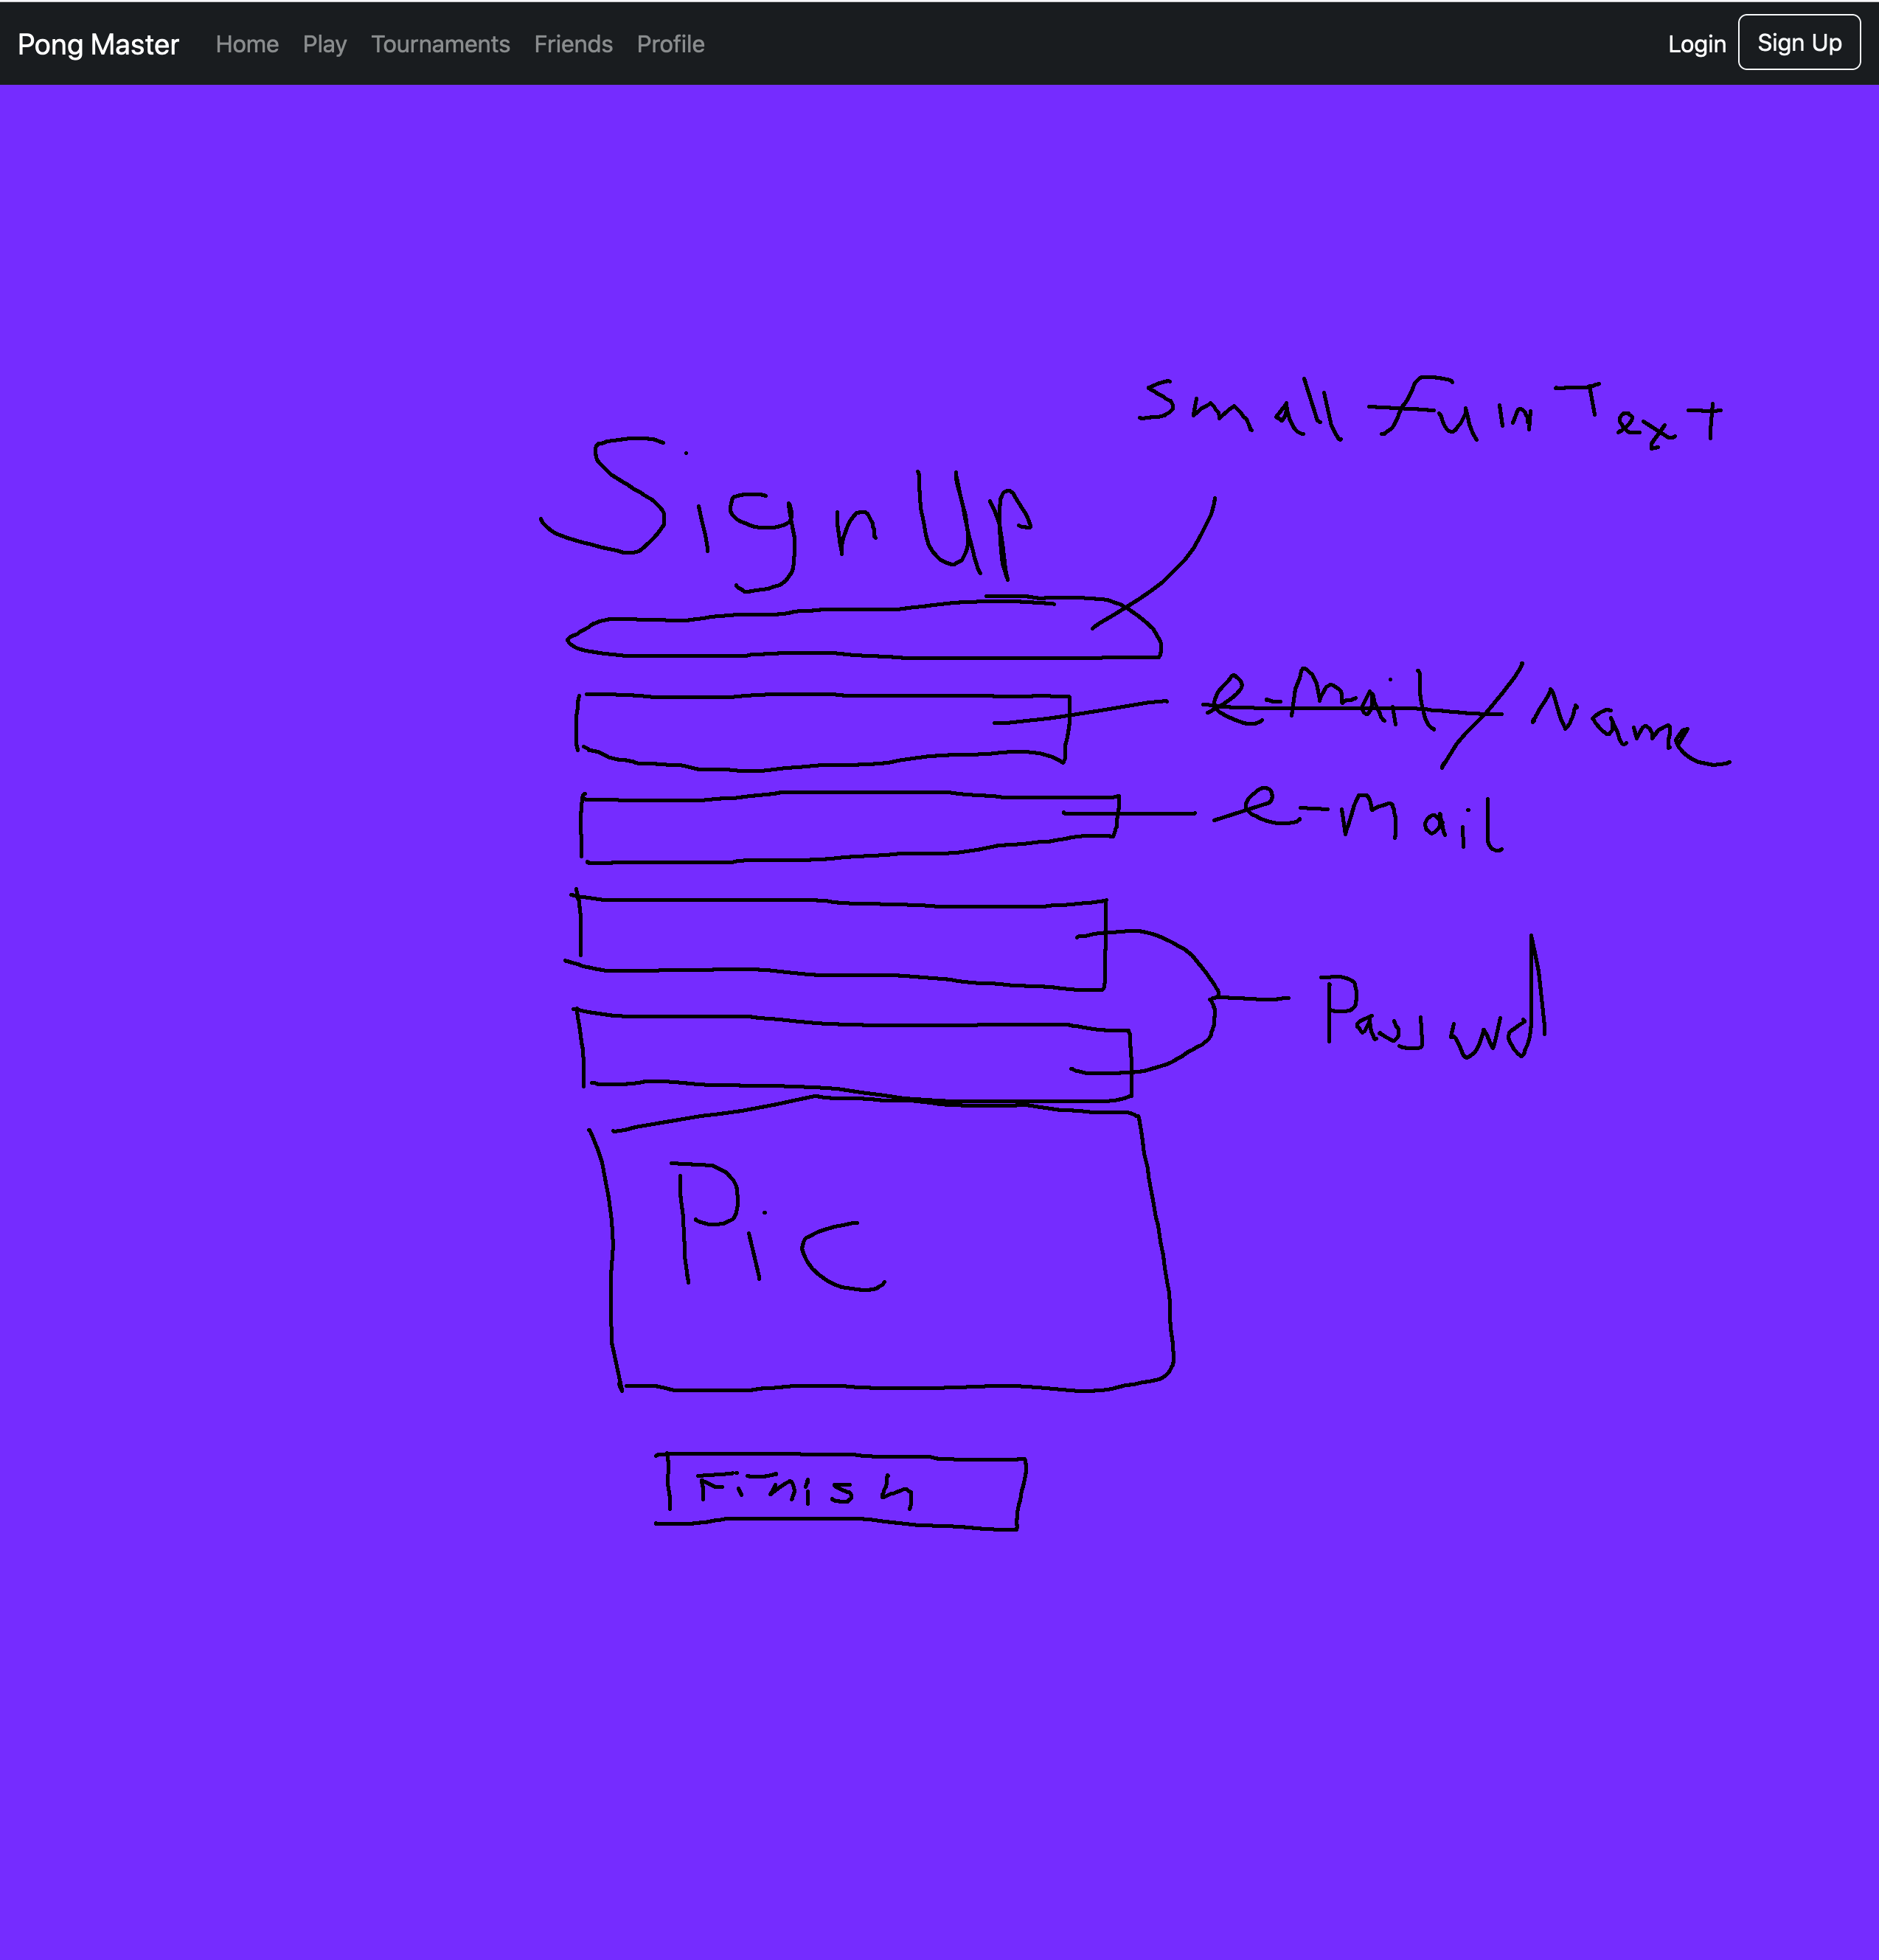 Pong Master Home Play Tournaments Friends Profile Login Sign Up
small fun Text
Sign Up
e-mail/Name
e-mail
Passwd
Pic
Finish